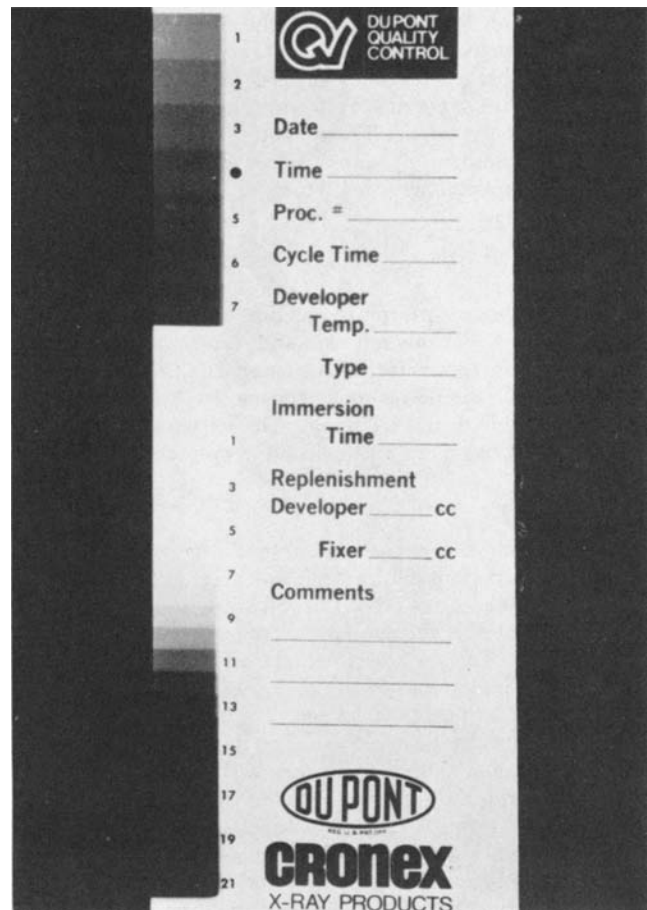 DU PONT
QUALITY
CONTROL
1
2
3
5
6
7
Date
Time
Proc. =
Cycle Time
Developer
Temp.
Type
Immersion
Time
Replenishment
Developer cc
Fixer cc
Comments
1
3
5
7
9
11
13
15
17
19
21
DU PONT
CRONEX
X-RAY PRODUCTS